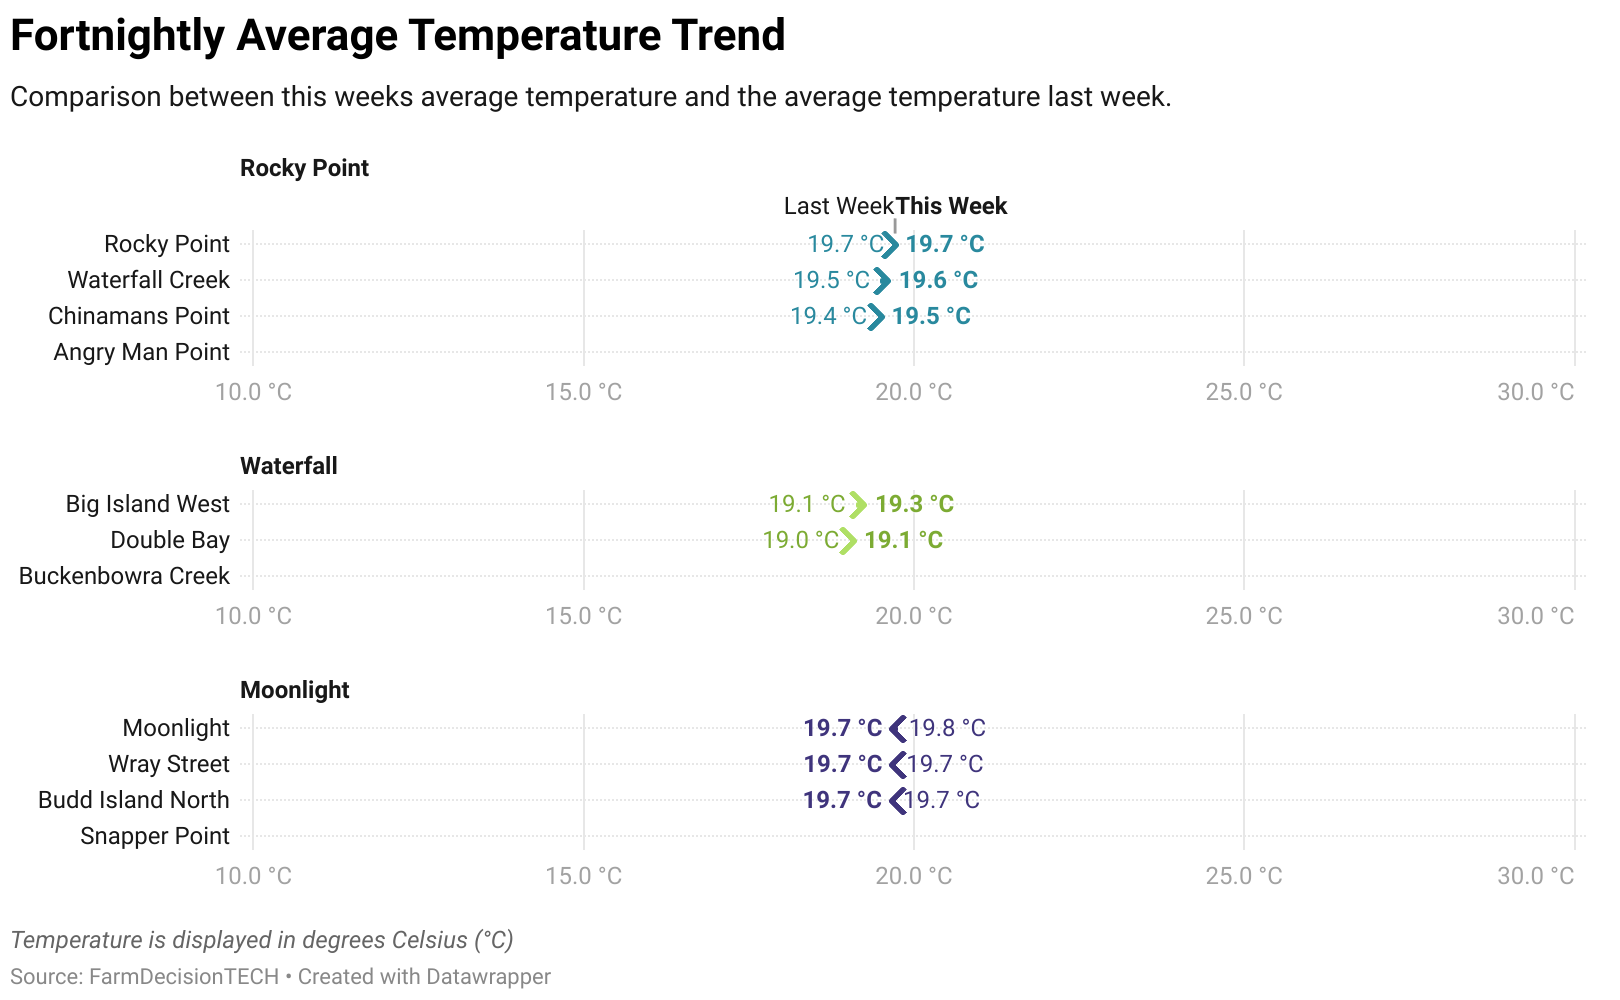 Fortnightly Average Temperature Trend
Comparison between this weeks average temperature and the average temperature last week.
Rocky Point
Last Week This Week
Rocky Point 19.7 °C 19.7 °C
Waterfall Creek 19.5 °C 19.6 °C
Chinamans Point 19.4 °C 19.5 °C
Angry Man Point
10.0 °C 15.0 °C 20.0 °C 25.0 °C 30.0 °C
Waterfall
Big Island West 19.1 °C 19.3 °C
Double Bay 19.0 °C 19.1 °C
Buckenbowra Creek
10.0 °C 15.0 °C 20.0 °C 25.0 °C 30.0 °C
Moonlight
Moonlight 19.7 °C 19.8 °C
Wray Street 19.7 °C 19.7 °C
Budd Island North 19.7 °C 19.7 °C
Snapper Point
10.0 °C 15.0 °C 20.0 °C 25.0 °C 30.0 °C
Temperature is displayed in degrees Celsius (°C)
Source: FarmDecisionTECH • Created with Datawrapper